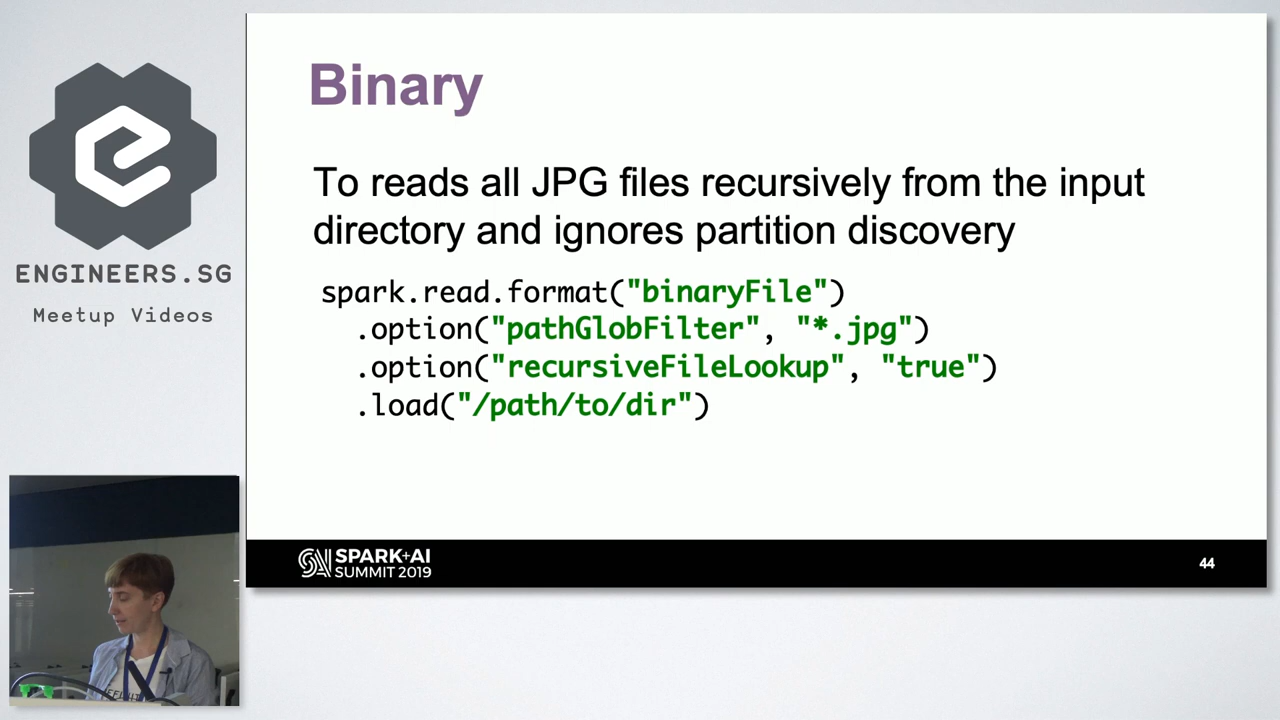 ENGINEERS.SG
Meetup Videos
Binary
To reads all JPG files recursively from the input
directory and ignores partition discovery
spark.read.format("binaryFile")
.option("pathGlobFilter", "*.jpg")
.option("recursiveFileLookup", "true")
.load("/path/to/dir")
SPARK+AI
SUMMIT 2019
44